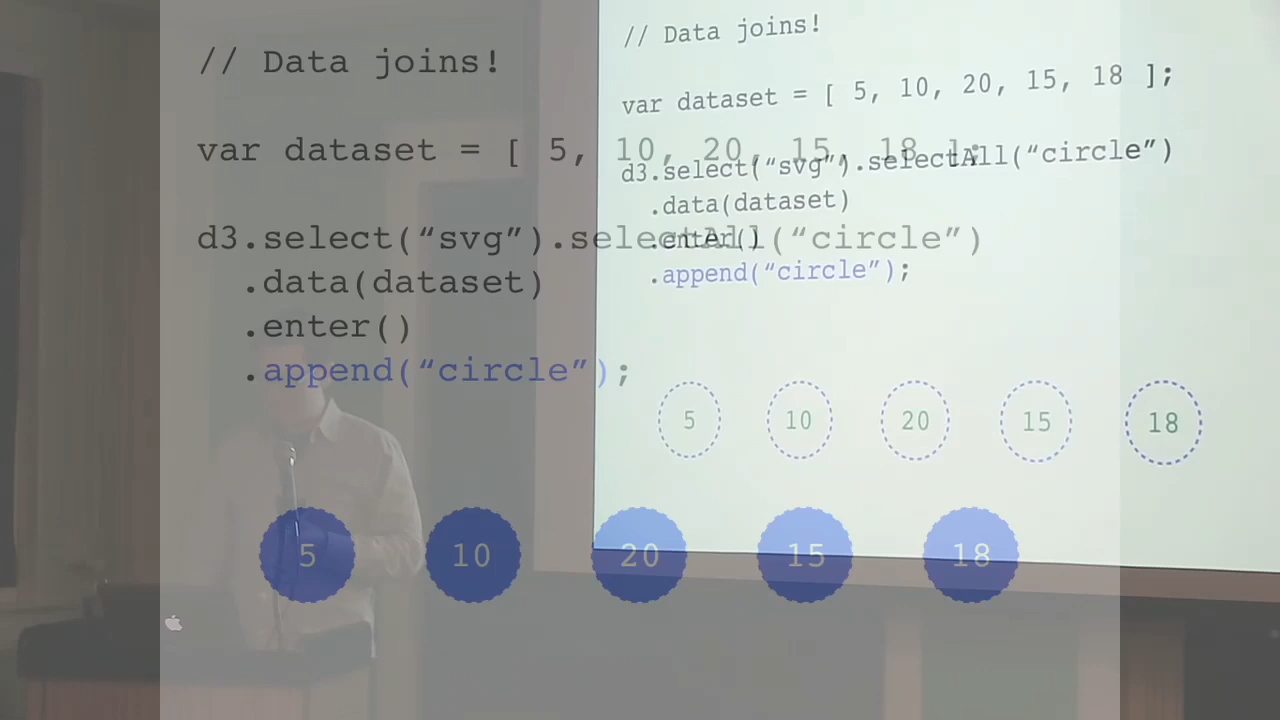 // Data joins!
var dataset = [ 5, 10, 20, 15, 18 ];
d3.select(“svg”).selectAll(“circle”)
.data(dataset)
.enter()
.append(“circle”);
5 10 20 15 18
// Data joins!
var dataset = [ 5, 10, 20, 15, 18 ];
d3.select(“svg”).selectAll(“circle”)
.data(dataset)
.enter()
.append(“circle”);
5 10 20 15 18